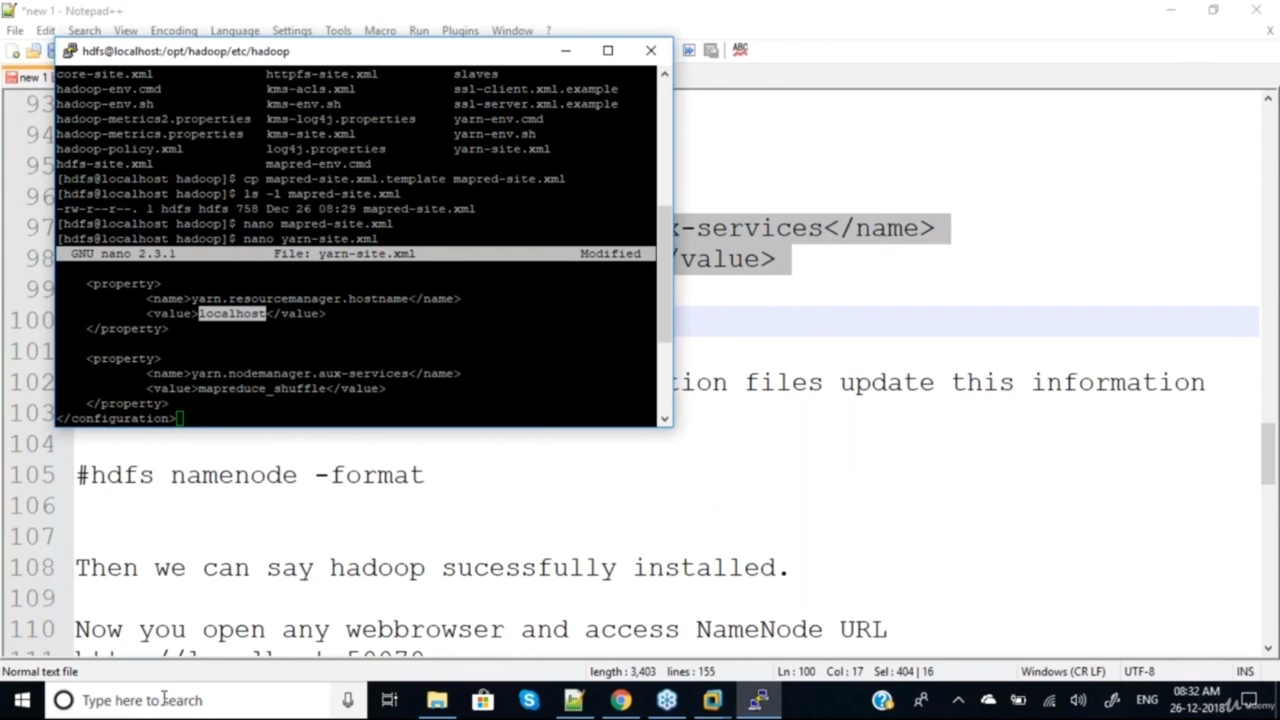 *new 1 - Notepad++
File Edit Search View Encoding Language Settings Tools Macro Run Plugins Window ?
X
ABC
new 1
hdfs@localhost:/opt/hadoop/etc/hadoop
core-site.xml httpfs-site.xml slaves
hadoop-env.cmd kms-acls.xml ssl-client.xml.example
hadoop-env.sh kms-env.sh ssl-server.xml.example
hadoop-metrics2.properties kms-log4j.properties yarn-env.cmd
hadoop-metrics.properties kms-site.xml yarn-env.sh
hadoop-policy.xml log4j.properties yarn-site.xml
hdfs-site.xml mapred-env.cmd
[hdfs@localhost hadoop]$ cp mapred-site.xml.template mapred-site.xml
[hdfs@localhost hadoop]$ ls -l mapred-site.xml
-rw-r--r--. 1 hdfs hdfs 758 Dec 26 08:29 mapred-site.xml
[hdfs@localhost hadoop]$ nano mapred-site.xml
[hdfs@localhost hadoop]$ nano yarn-site.xml
GNU nano 2.3.1 File: yarn-site.xml Modified
<property>
<name>yarn.resourcemanager.hostname</name>
<value>localhost</value>
</property>
<property>
<name>yarn.nodemanager.aux-services</name>
<value>mapreduce_shuffle</value>
</property>
</configuration>
93
94
95
96
97 x-services</name>
98 /value>
99
100
101
102 tion files update this information
103
104
105 #hdfs namenode -format
106
107
108 Then we can say hadoop sucessfully installed.
109
110 Now you open any webbrowser and access NameNode URL
Normal text file length : 3,403 lines : 155 Ln : 100 Col : 17 Sel : 404 | 16 Windows (CR LF) UTF-8 INS
Type here to search
ENG
08:32 AM
26-12-2018
Udemy